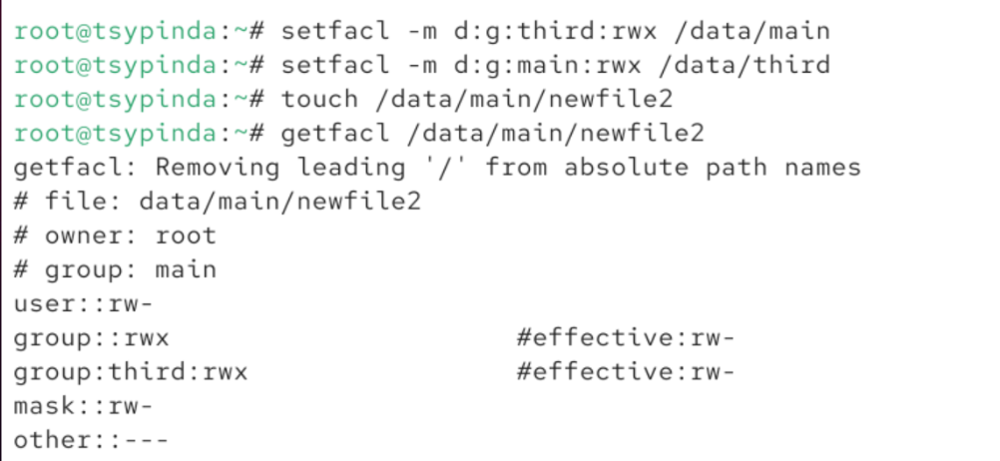 root@tsypinda:~# setfacl -m d:g:third:rwx /data/main
root@tsypinda:~# setfacl -m d:g:main:rwx /data/third
root@tsypinda:~# touch /data/main/newfile2
root@tsypinda:~# getfacl /data/main/newfile2
getfacl: Removing leading '/' from absolute path names
# file: data/main/newfile2
# owner: root
# group: main
user::rw-
group::rwx                      #effective:rw-
group:third:rwx                 #effective:rw-
mask::rw-
other::---